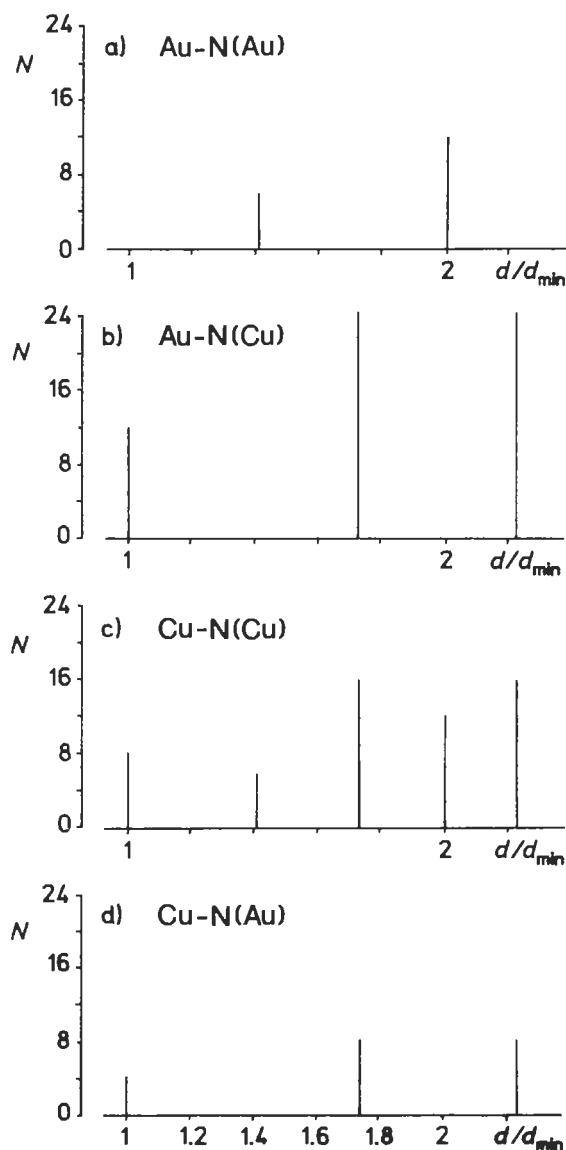 24
a) Au-N(Au)
N
16
8
0
1 2 d/dmin
24
b) Au-N(Cu)
N
16
8
0
1 2 d/dmin
24
c) Cu-N(Cu)
N
16
8
0
1 2 d/dmin
24
d) Cu-N(Au)
N
16
8
0
1 1.2 1.4 1.6 1.8 2 d/dmin